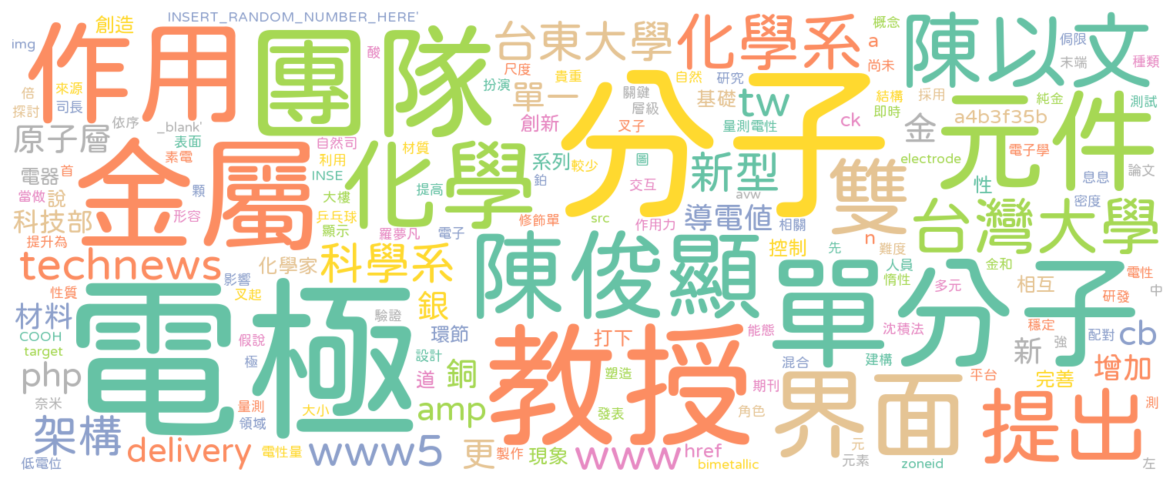 INSERT_RANDOM_NUMBER_HERE'
創造
img
作用
團隊
台東大學
化學系
a
陳以文
概念
侷限
種類
末端
尚未
倍
來源
酸
尺度
貴重
自然
研究
扮演
單一
關鍵
層級
基礎
tw
結構
即時
採用
純金
測試
探討
司長
依序
_blank'
表面
原子層
創新
叉子
量測電性
ck
金
a4b3f35b
元件
分子
電子學
素電
自然司
利用
材質
INSE
化學
系列
較少
圖
新型
雙
electrode
論文
電器
首
金屬
大樓
提高
鉑
交互
avw
性
息息
密度
當做
說
顆
形容
乒乓球
顯示
羅夢凡
電子
修飾單
src
作用力
導電值
相關
台灣大學
科技部
提升為
technews
影響
化學家
科學系
陳俊顯
控制
先
n
難度
人員
惰性
金和
性質
叉起
銀
單分子
多元
相互
電性
中
研發
材料
COOH
target
電極
驗證
環節
教授
打下
能態
沈積法
新
強
穩定
配對
cb
假說
極
設計
道
銅
塑造
混合
建構
平台
完善
增加
php
奈米
量測
領域
大小
amp
發表
期刊
角色
界面
提出
測
架構
低電位
delivery
電性量
www5
更
製作
現象
www
href
bimetallic
元
元素
zoneid
左